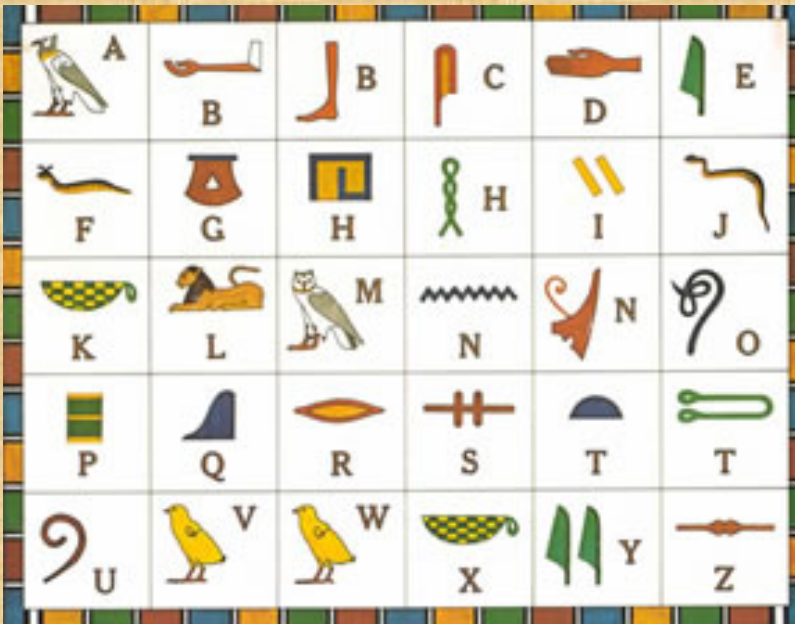 A B B C D E
F G H H I J
K L M N N O
P Q R S T T
U V W X Y Z